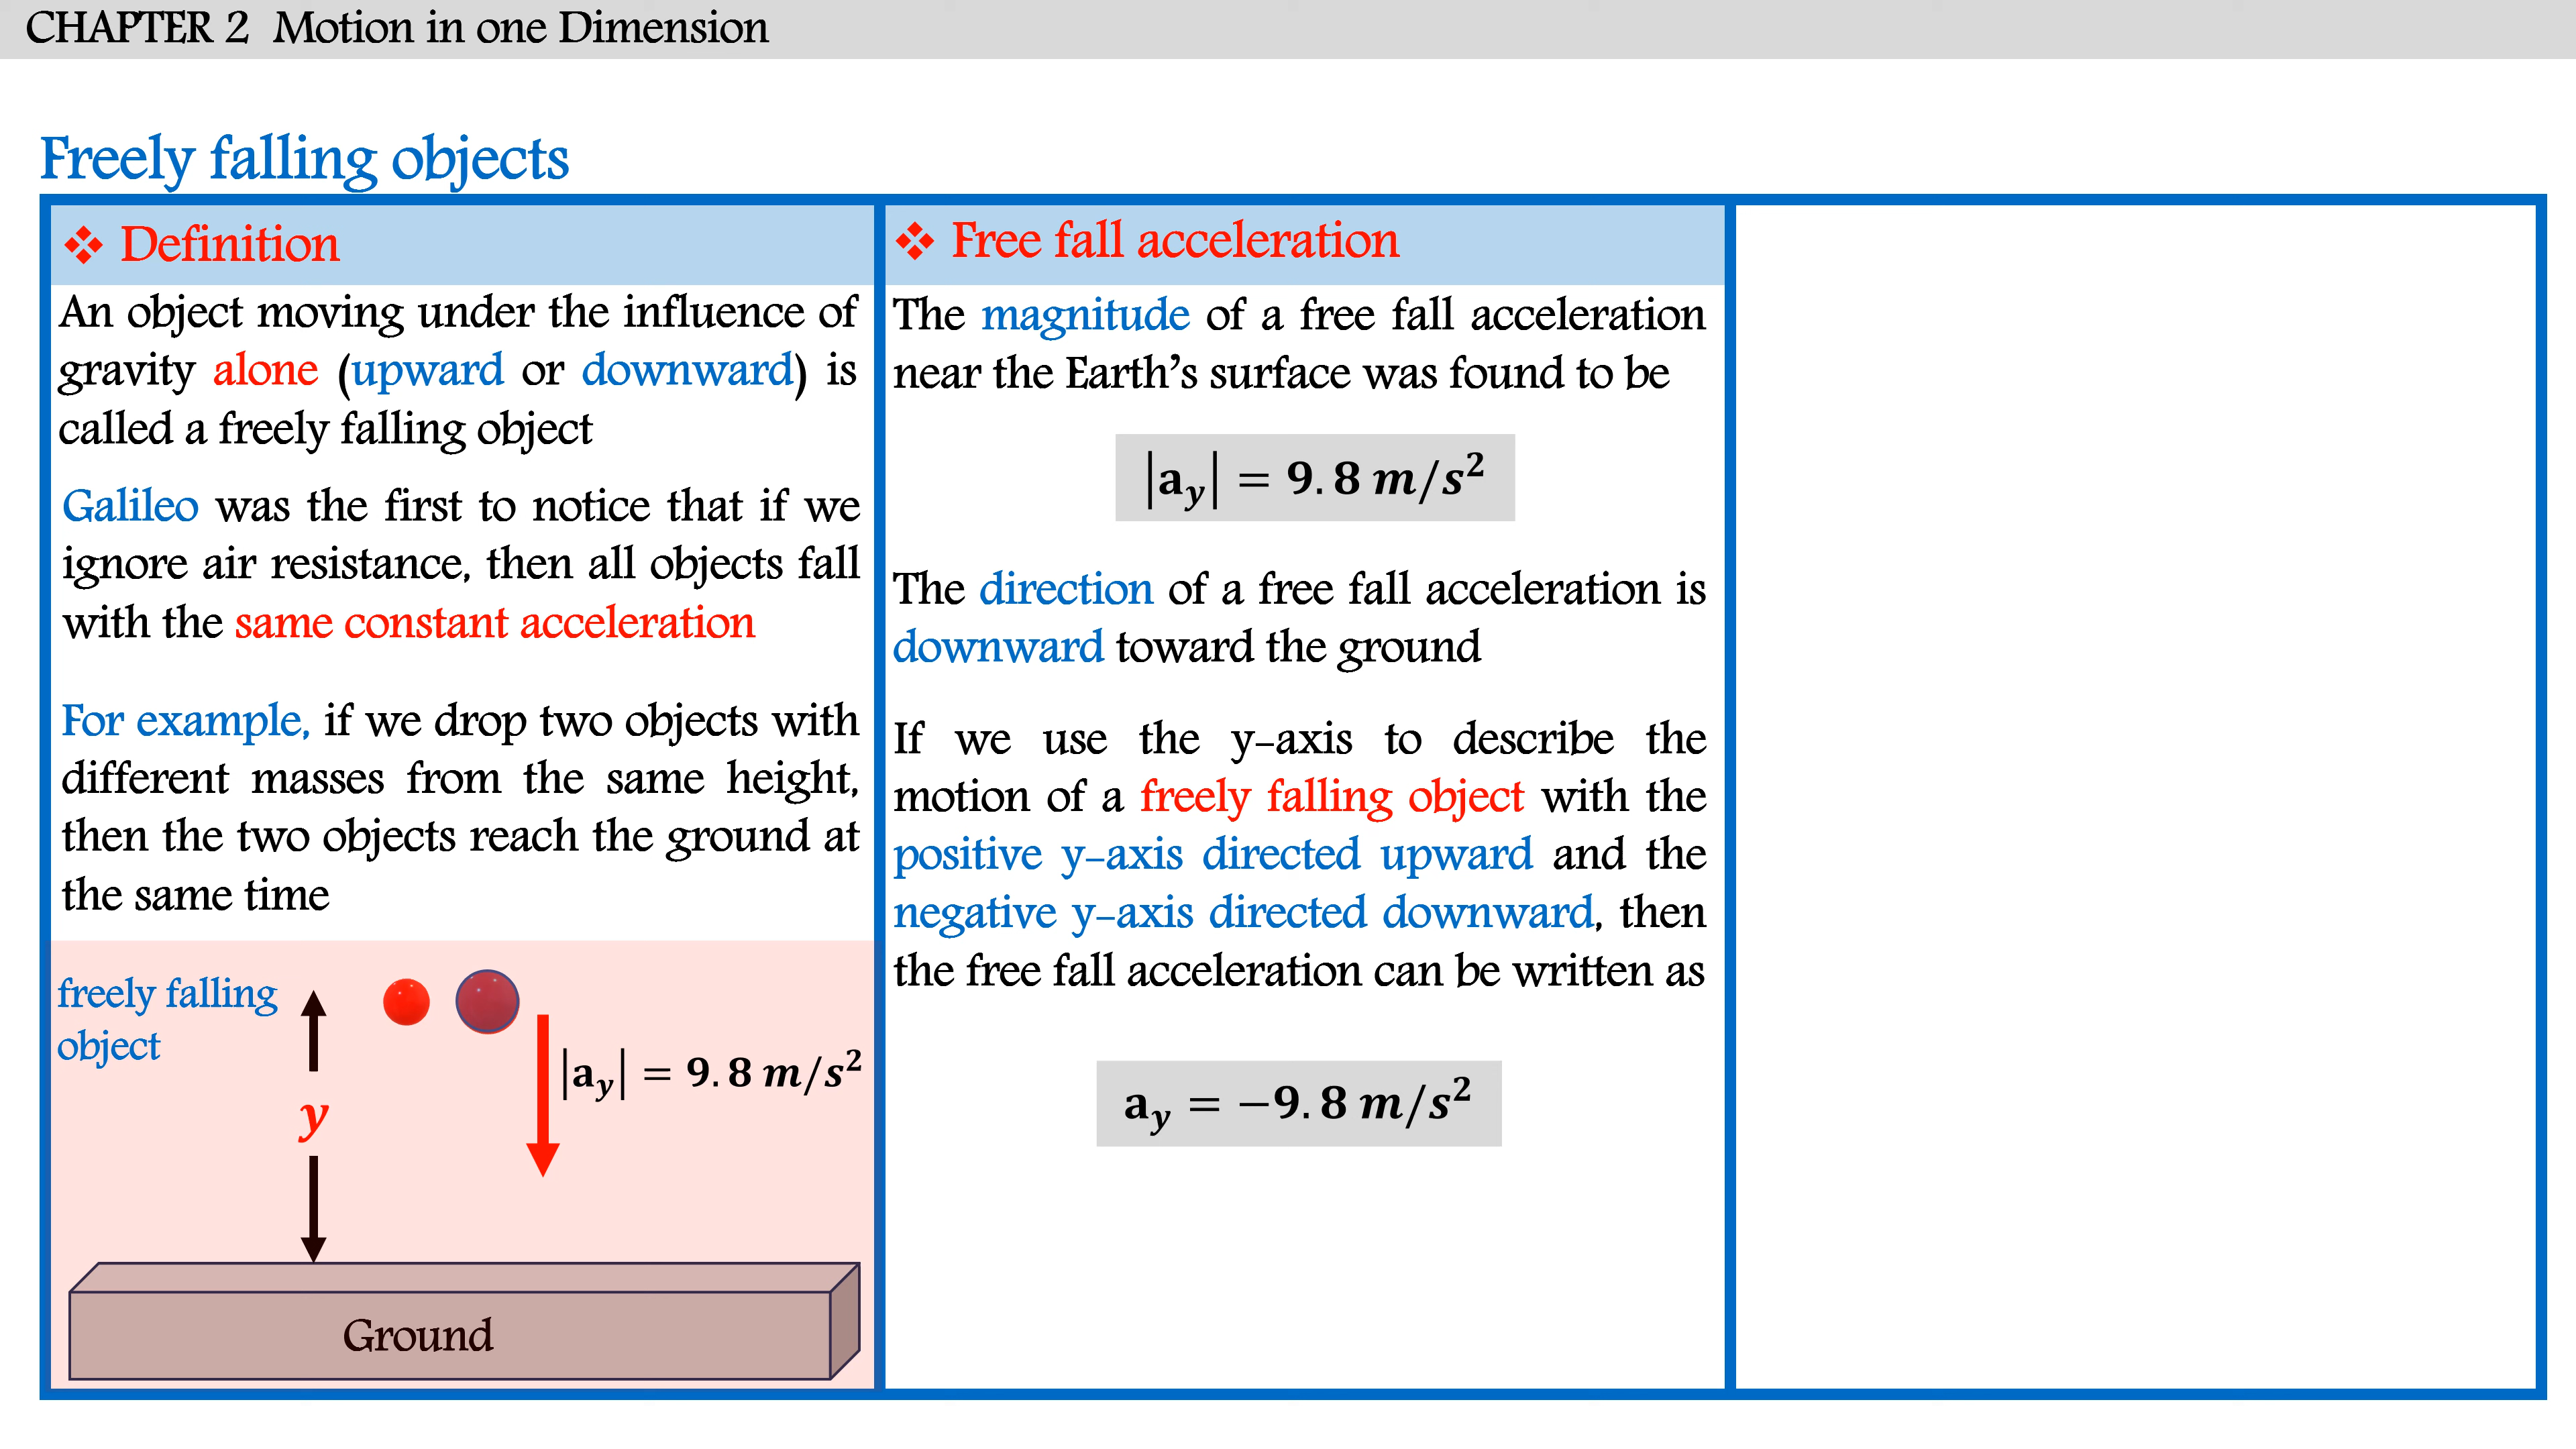 CHAPTER 2  Motion in one Dimension
Freely falling objects
❖ Definition
An object moving under the influence of
gravity alone (upward or downward) is
called a freely falling object
Galileo was the first to notice that if we
ignore air resistance, then all objects fall
with the same constant acceleration
For example, if we drop two objects with
different masses from the same height,
then the two objects reach the ground at
the same time
freely falling
object
y
|a_y| = 9.8 m/s²
Ground
❖ Free fall acceleration
The magnitude of a free fall acceleration
near the Earth's surface was found to be
|a_y| = 9.8 m/s²
The direction of a free fall acceleration is
downward toward the ground
If we use the y-axis to describe the
motion of a freely falling object with the
positive y-axis directed upward and the
negative y-axis directed downward, then
the free fall acceleration can be written as
a_y = −9.8 m/s²